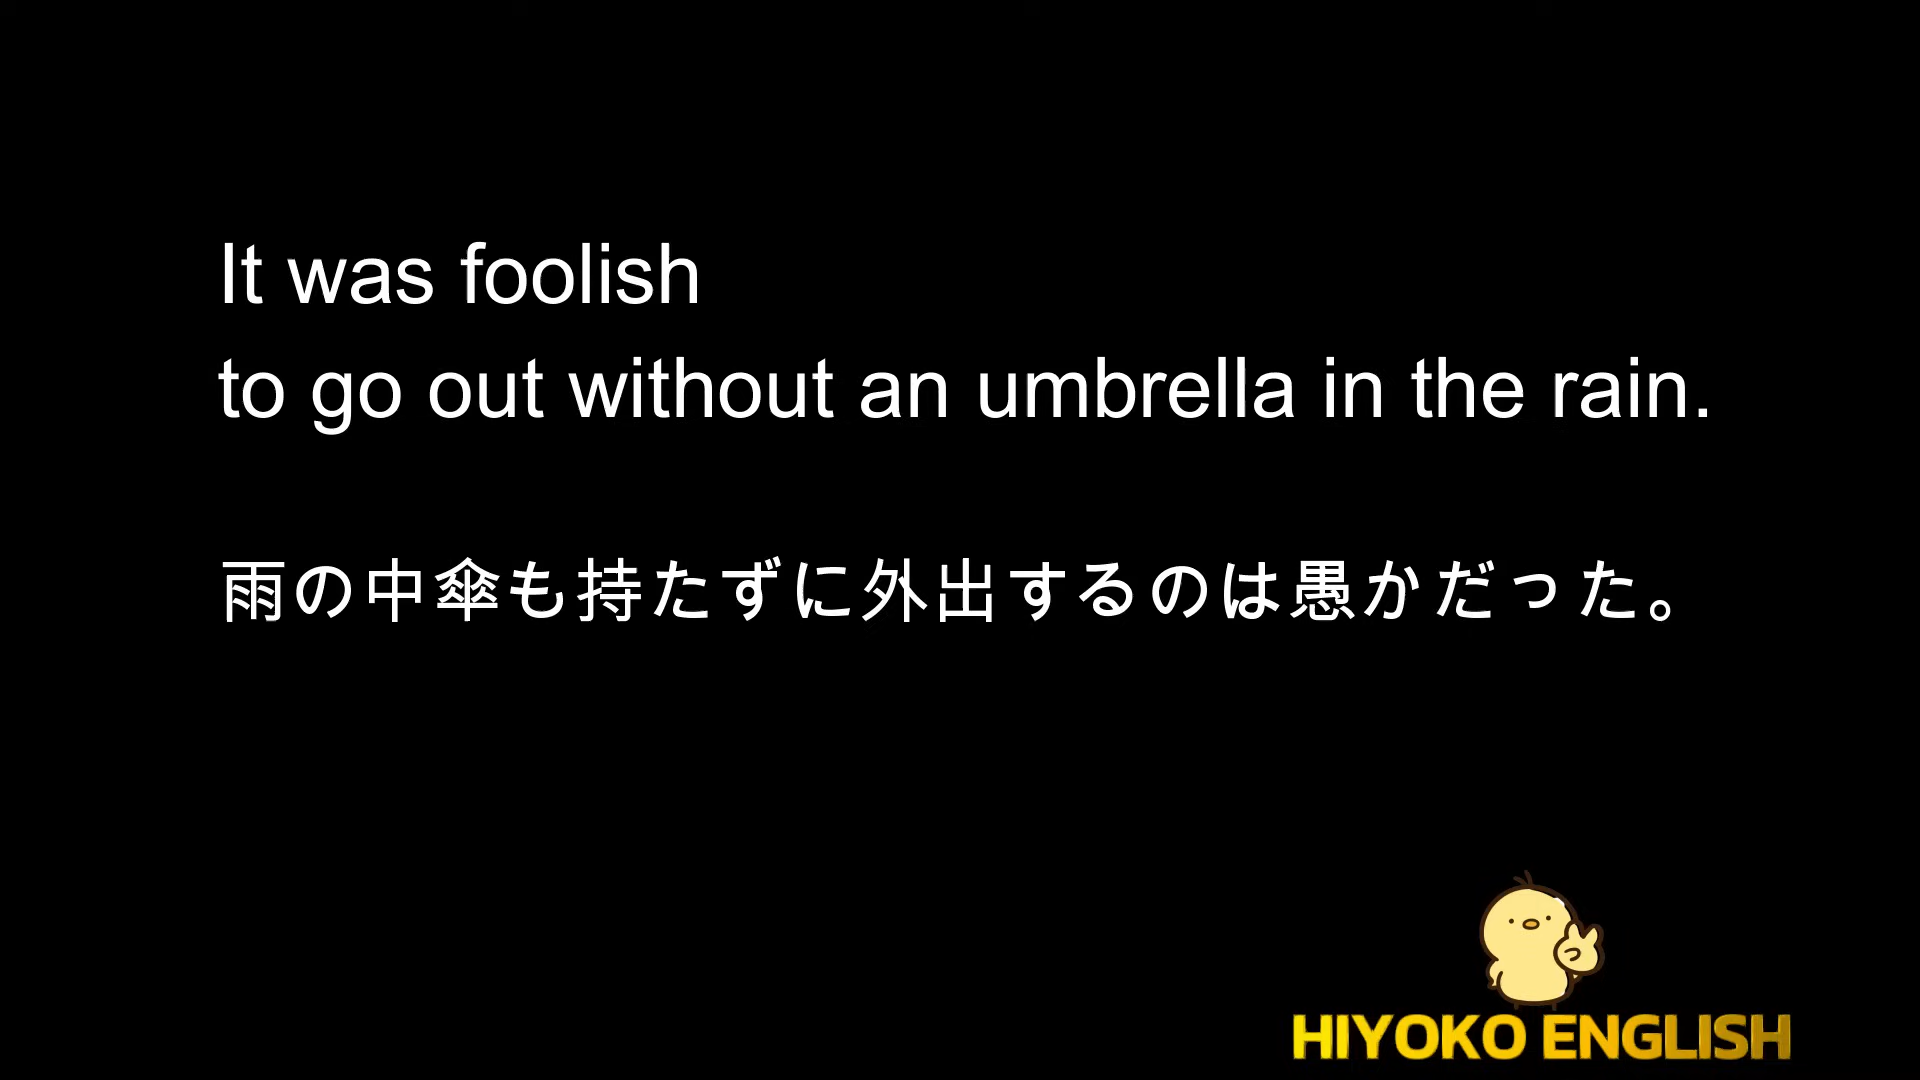 It was foolish
to go out without an umbrella in the rain.
雨の中傘も持たずに外出するのは愚かだった。
HIYOKO ENGLISH